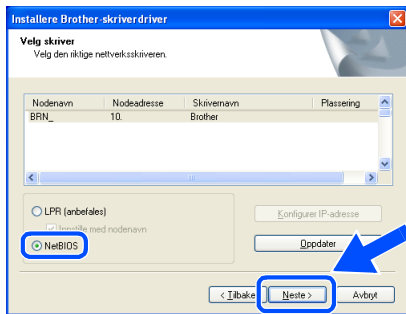 Installere Brother-skriverdriver
Velg skriver
Velg den riktige nettverksskriveren.
Nodenavn Nodeadresse Skrivernavn Plassering
BRN_ 10. Brother
LPR (anbefales)
Innstille med nodenavn
NetBIOS
Konfigurer IP-adresse
Oppdater
< Tilbake
Neste >
Avbryt